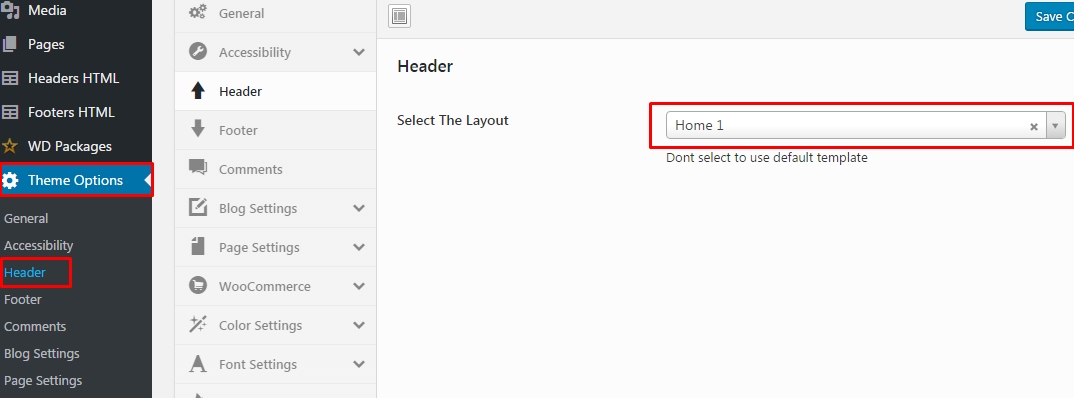 Media
Pages
Headers HTML
Footers HTML
WD Packages
Theme Options
General
Accessibility
Header
Footer
Comments
Blog Settings
Page Settings
General
Accessibility
Header
Footer
Comments
Blog Settings
Page Settings
WooCommerce
Color Settings
Font Settings
Save C
Header
Select The Layout
Home 1
Dont select to use default template